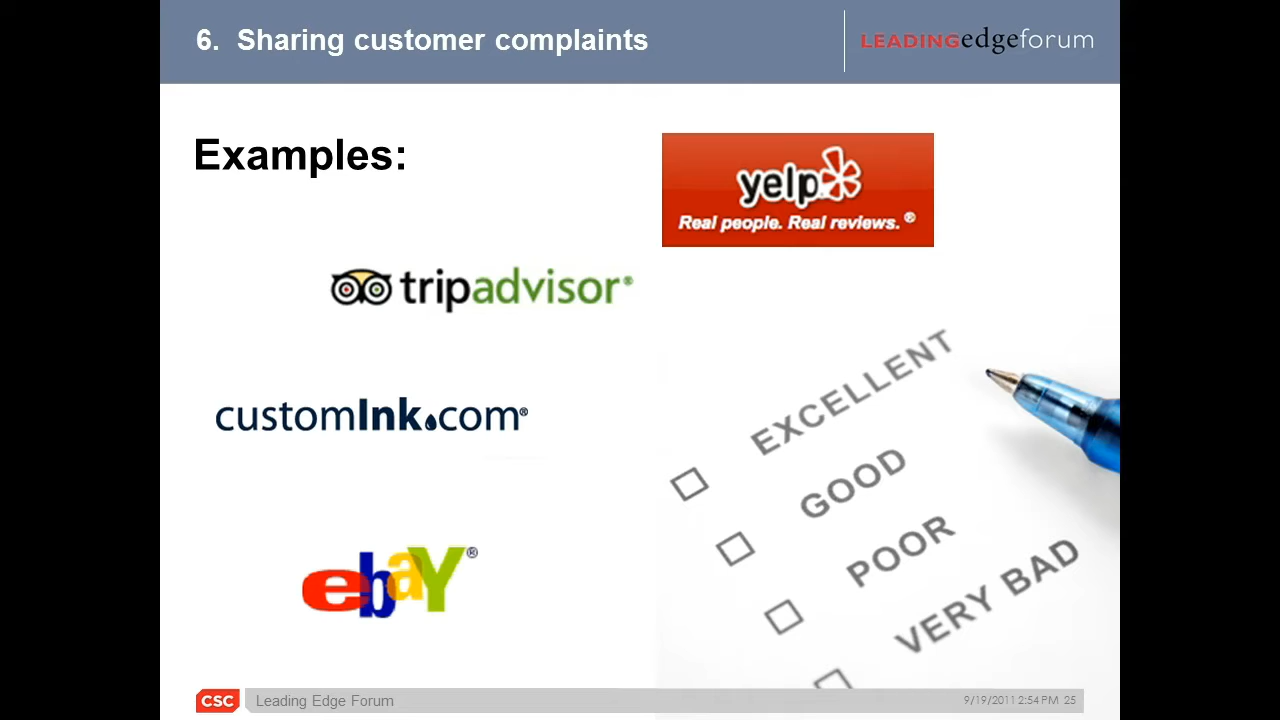 6. Sharing customer complaints
LEADINGedgeforum
Examples:
yelp
Real people. Real reviews.®
tripadvisor®
customInk.com®
ebaY®
EXCELLENT
GOOD
POOR
VERY BAD
CSC
Leading Edge Forum
9/19/2011 2:54 PM 25